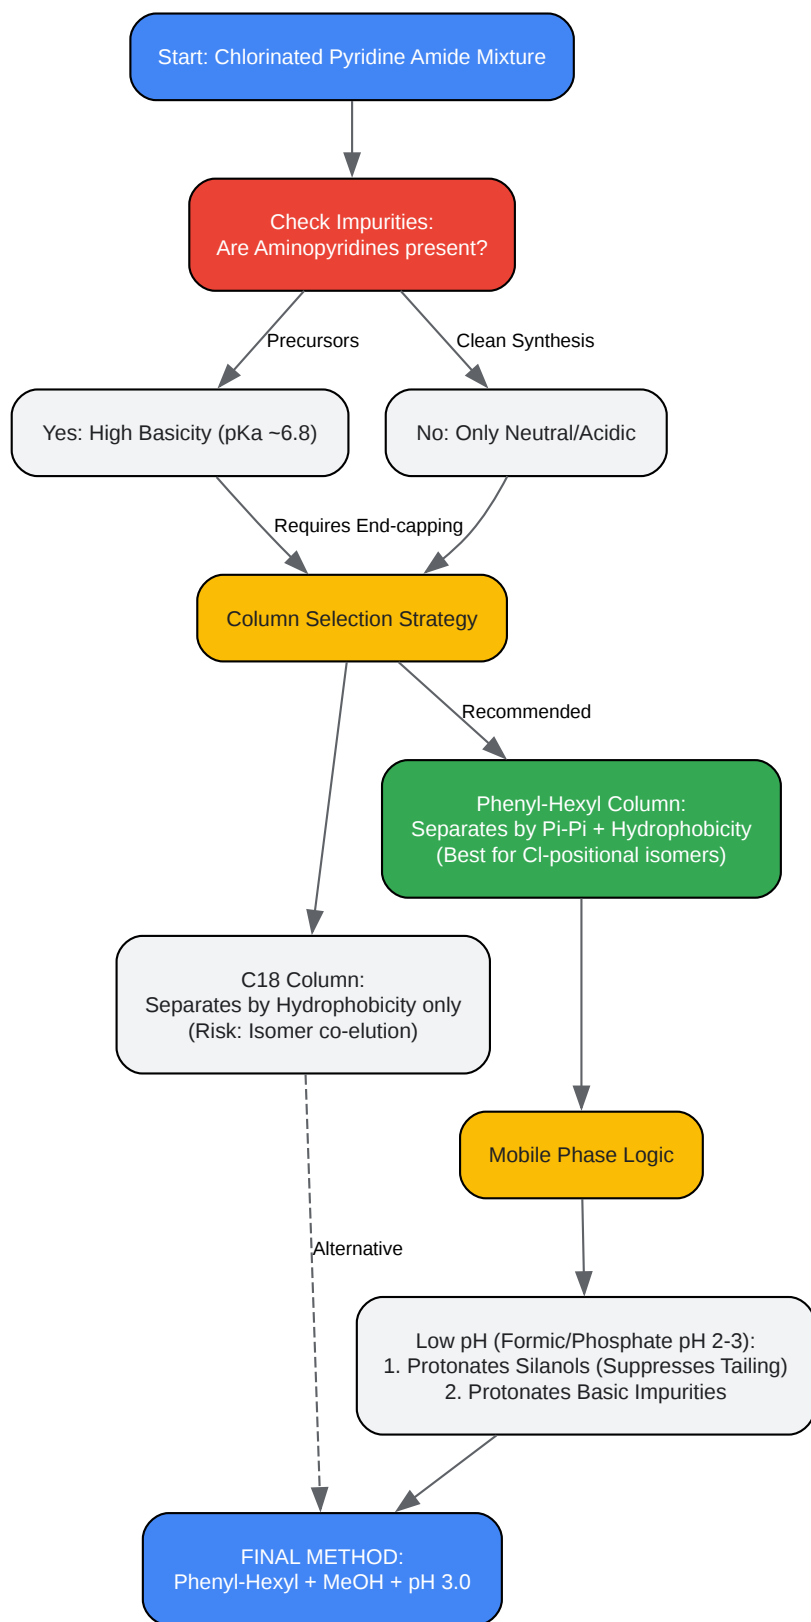 Start: Chlorinated Pyridine Amide Mixture
Check Impurities:
Are Aminopyridines present?
Precursors
Clean Synthesis
Yes: High Basicity (pKa ~6.8)
No: Only Neutral/Acidic
Requires End-capping
Column Selection Strategy
Recommended
Phenyl-Hexyl Column:
Separates by Pi-Pi + Hydrophobicity
(Best for Cl-positional isomers)
C18 Column:
Separates by Hydrophobicity only
(Risk: Isomer co-elution)
Mobile Phase Logic
Alternative
Low pH (Formic/Phosphate pH 2-3):
1. Protonates Silanols (Suppresses Tailing)
2. Protonates Basic Impurities
FINAL METHOD:
Phenyl-Hexyl + MeOH + pH 3.0